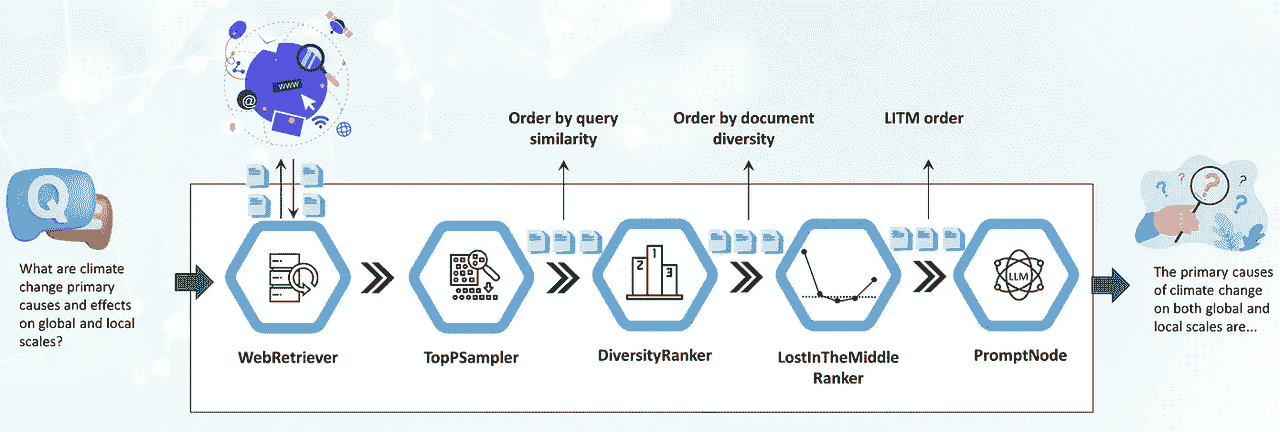 WWW
@
Order by query
similarity
Order by document
diversity
LITM order
Q
What are climate
change primary
causes and effects
on global and local
scales?
2
1
3
LLM
WebRetriever
TopPSampler
DiversityRanker
LostInTheMiddle
Ranker
PromptNode
?
?
?
?
The primary causes
of climate change
on both global and
local scales are...